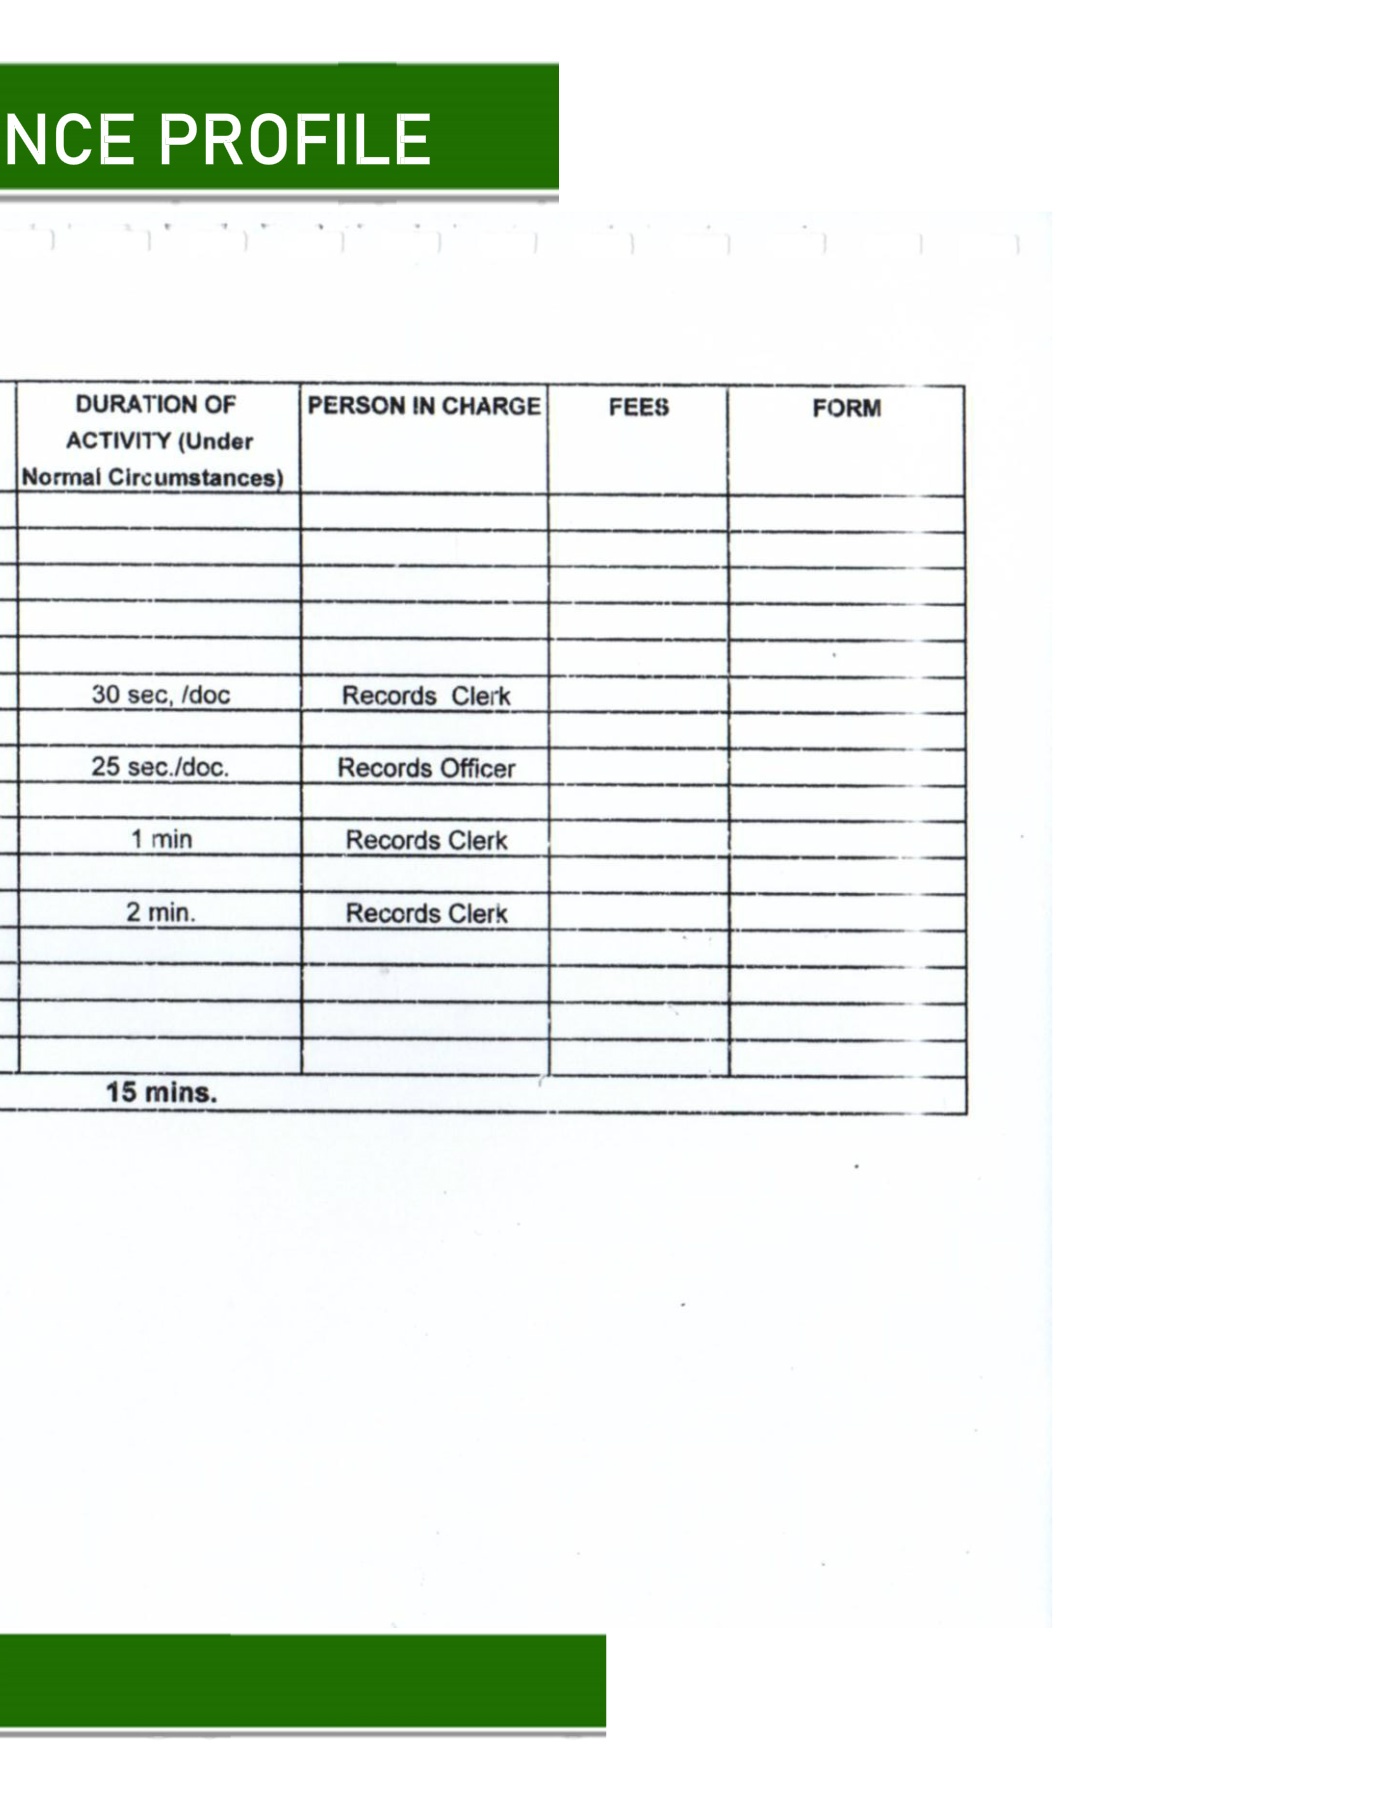 NCE PROFILE
DURATION OF PERSON IN CHARGE FEES FORM
ACTIVITY (Under
Normal Circumstances)
30 sec, /doc Records Clerk
25 sec./doc. Records Officer
1 min Records Clerk
2 min. Records Clerk
15 mins.